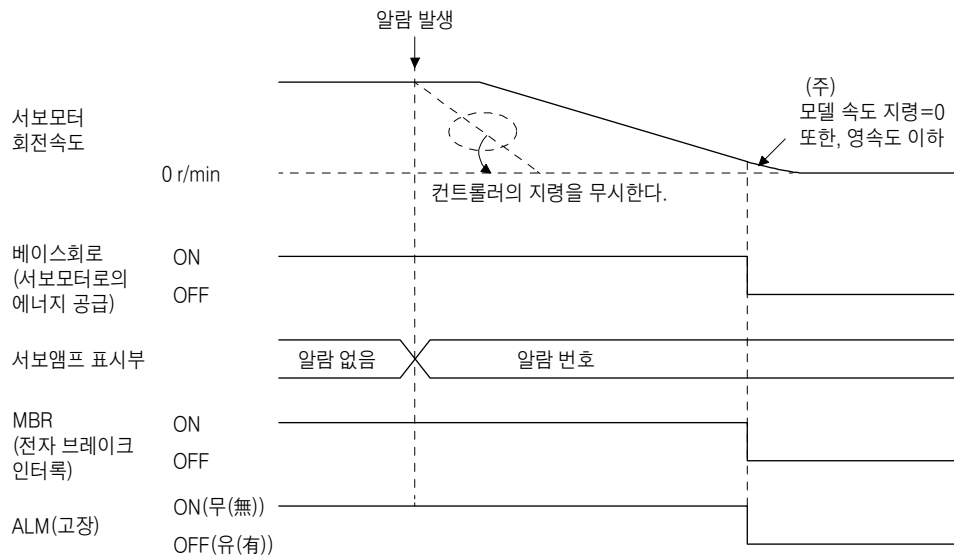 알람 발생
(주)
모델 속도 지령=0
또한, 영속도 이하
서보모터
회전속도
0 r/min
컨트롤러의 지령을 무시한다.
베이스회로
(서보모터로의
에너지 공급)
ON
OFF
서보앰프 표시부
알람 없음
알람 번호
MBR
(전자 브레이크
인터록)
ON
OFF
ALM(고장)
ON(무(無))
OFF(유(有))